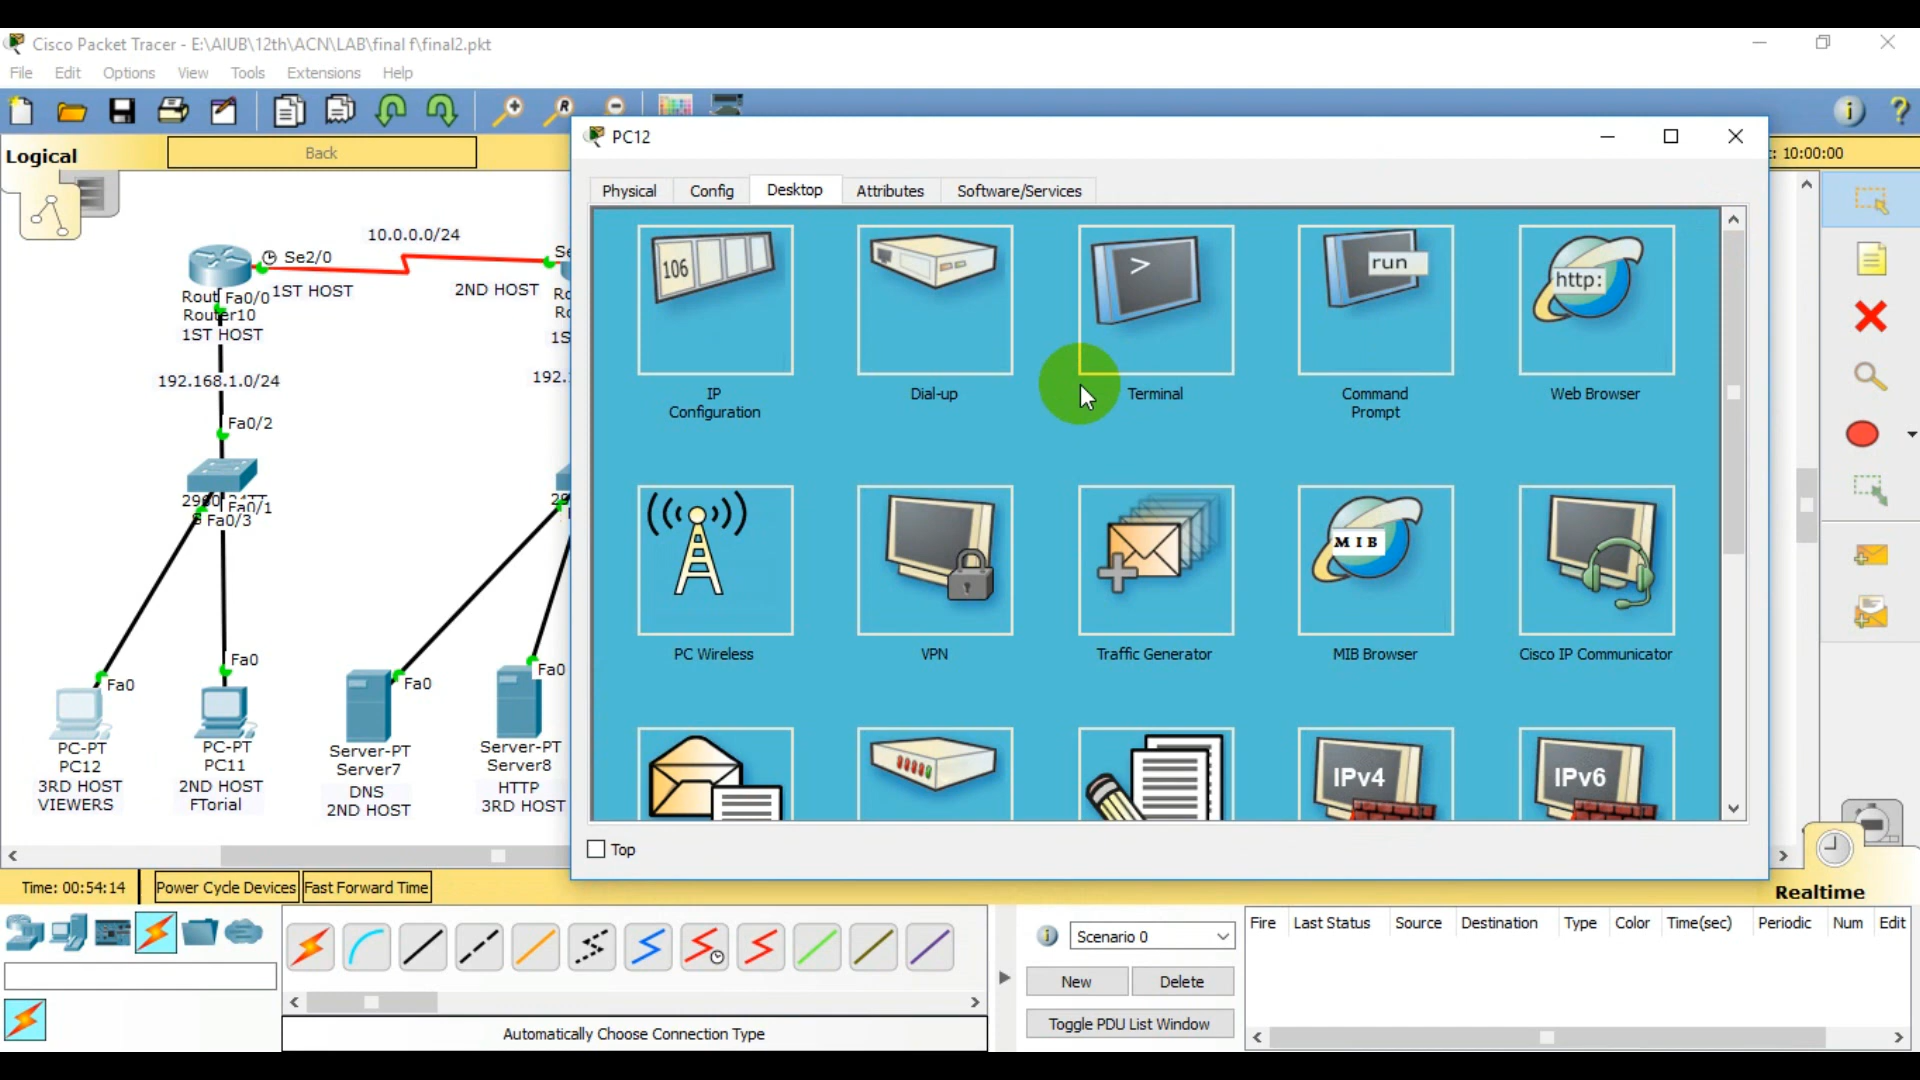 Cisco Packet Tracer - E:\AIUB\12th\ACN\LAB\final f\final2.pkt
File Edit Options View Tools Extensions Help
Logical
Back
: 10:00:00
PC12
Physical Config Desktop Attributes Software/Services
106
>
run
http:
IP Configuration
Dial-up
Terminal
Command Prompt
Web Browser
MIB
PC Wireless
VPN
Traffic Generator
MIB Browser
Cisco IP Communicator
IPv4
IPv6
Top
10.0.0.0/24
Se2/0
1ST HOST
2ND HOST
Fa0/0
Router10
1ST HOST
192.168.1.0/24
192.
Fa0/2
Fa0/1
Fa0/3
Fa0
Fa0
Fa0
Fa0
PC-PT
PC12
3RD HOST
VIEWERS
PC-PT
PC11
2ND HOST
FTorial
Server-PT
Server7
DNS
2ND HOST
Server-PT
Server8
HTTP
3RD HOST
Time: 00:54:14
Power Cycle Devices
Fast Forward Time
Realtime
Scenario 0
New
Delete
Toggle PDU List Window
Fire Last Status Source Destination Type Color Time(sec) Periodic Num Edit
Automatically Choose Connection Type